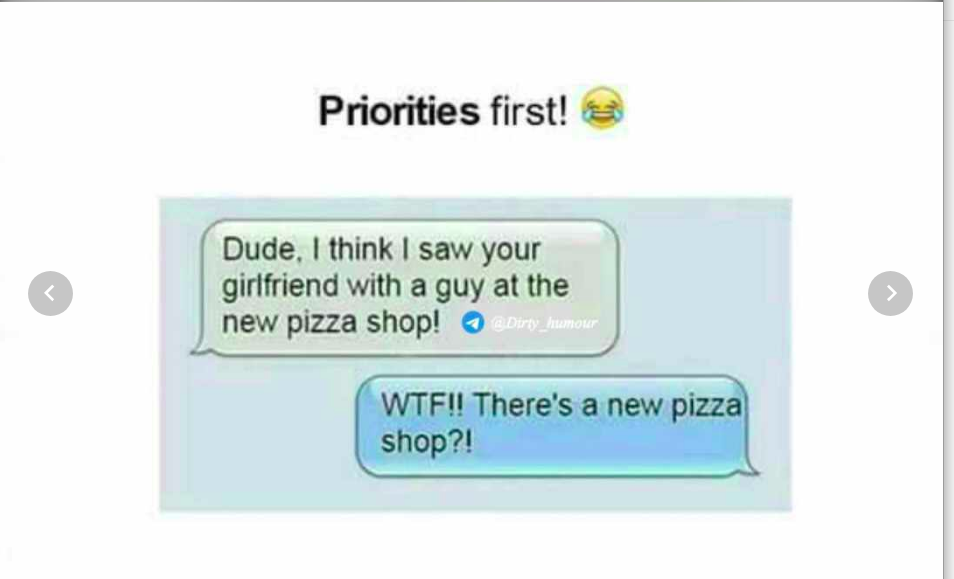 Priorities first! 😂
Dude, I think I saw your
girlfriend with a guy at the
new pizza shop! @Dirty_humour
WTF!! There's a new pizza
shop?!